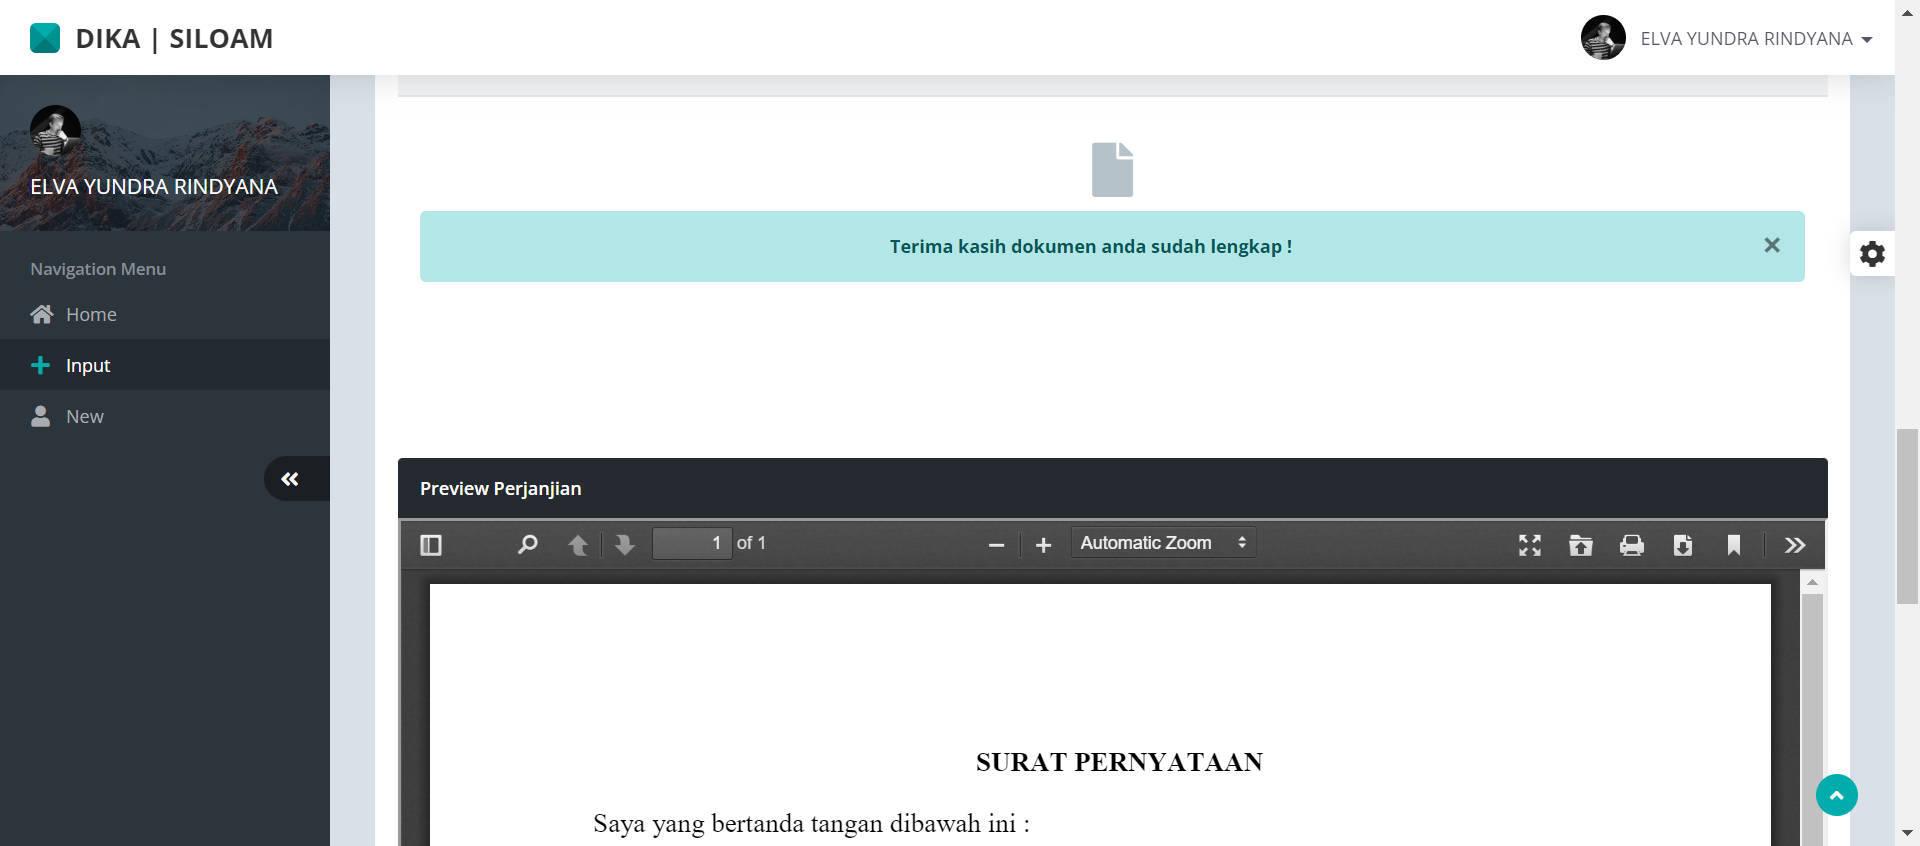 DIKA | SILOAM
ELVA YUNDRA RINDYANA
ELVA YUNDRA RINDYANA
Navigation Menu
Home
Input
New
Terima kasih dokumen anda sudah lengkap !
Preview Perjanjian
1 of 1
Automatic Zoom
SURAT PERNYATAAN
Saya yang bertanda tangan dibawah ini :